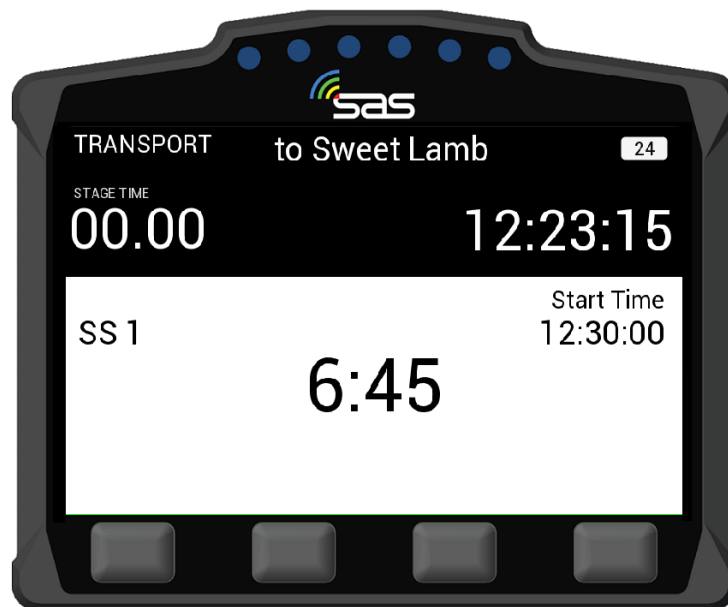 sas
TRANSPORT to Sweet Lamb 24
STAGE TIME
00.00 12:23:15
Start Time
SS 1 12:30:00
6:45